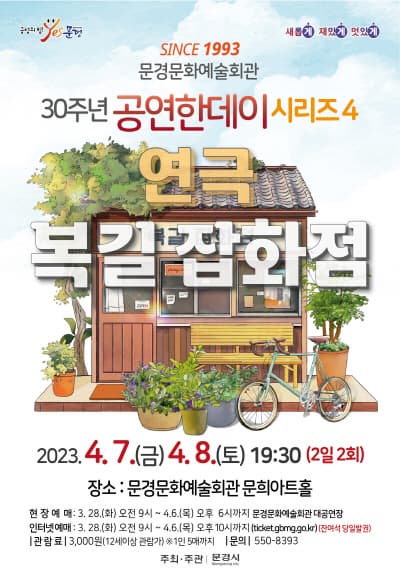 긍정의 힘! Yes 문경
새롭게 재밌게 멋있게
SINCE 1993
문경문화예술회관
30주년 공연한데이 시리즈 4
연극
복길잡화점
2023. 4. 7.(금) 4. 8.(토) 19:30 (2일 2회)
장소 : 문경문화예술회관 문희아트홀
현장예매 : 3. 28.(화) 오전 9시 ~ 4.6.(목) 오후 6시까지 문경문화예술회관 대공연장
인터넷예매 : 3. 28.(화) 오전 9시 ~ 4.6.(목) 오후 10시까지 (ticket.gbmg.go.kr) (잔여석 당일발권)
| 관람료 | 3,000원(12세이상 관람가) ※1인 5매까지 | 문의 | 550-8393
주최·주관 | 문경시